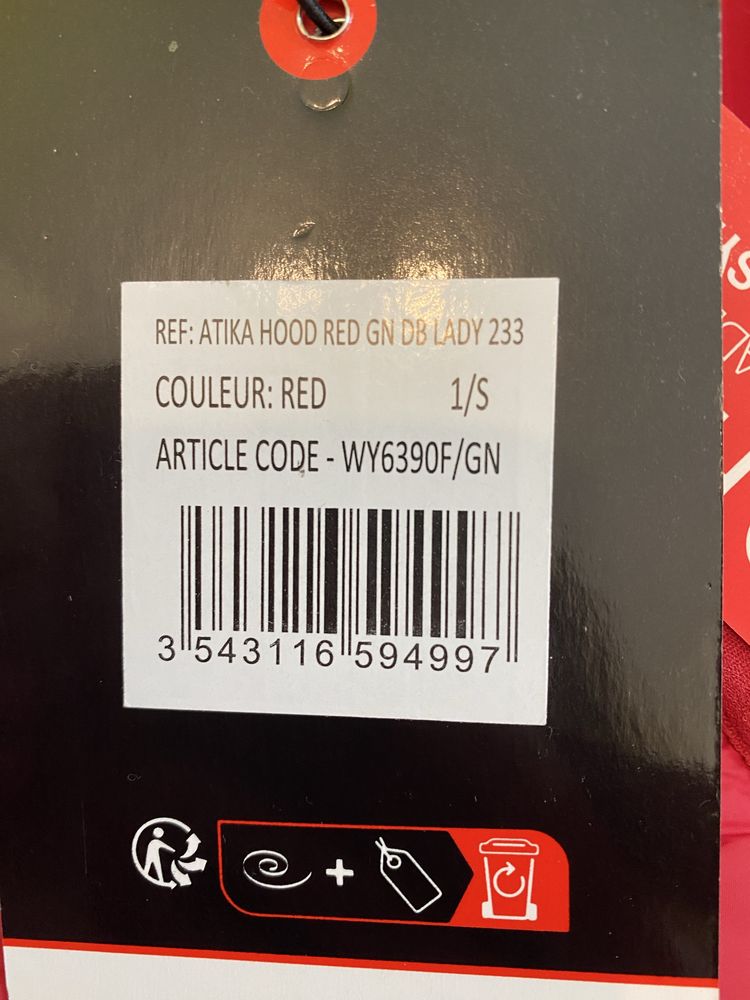 REF: ATIKA HOOD RED GN DB LADY 233
COULEUR: RED 1/S
ARTICLE CODE - WY6390F/GN
3 543116 594997